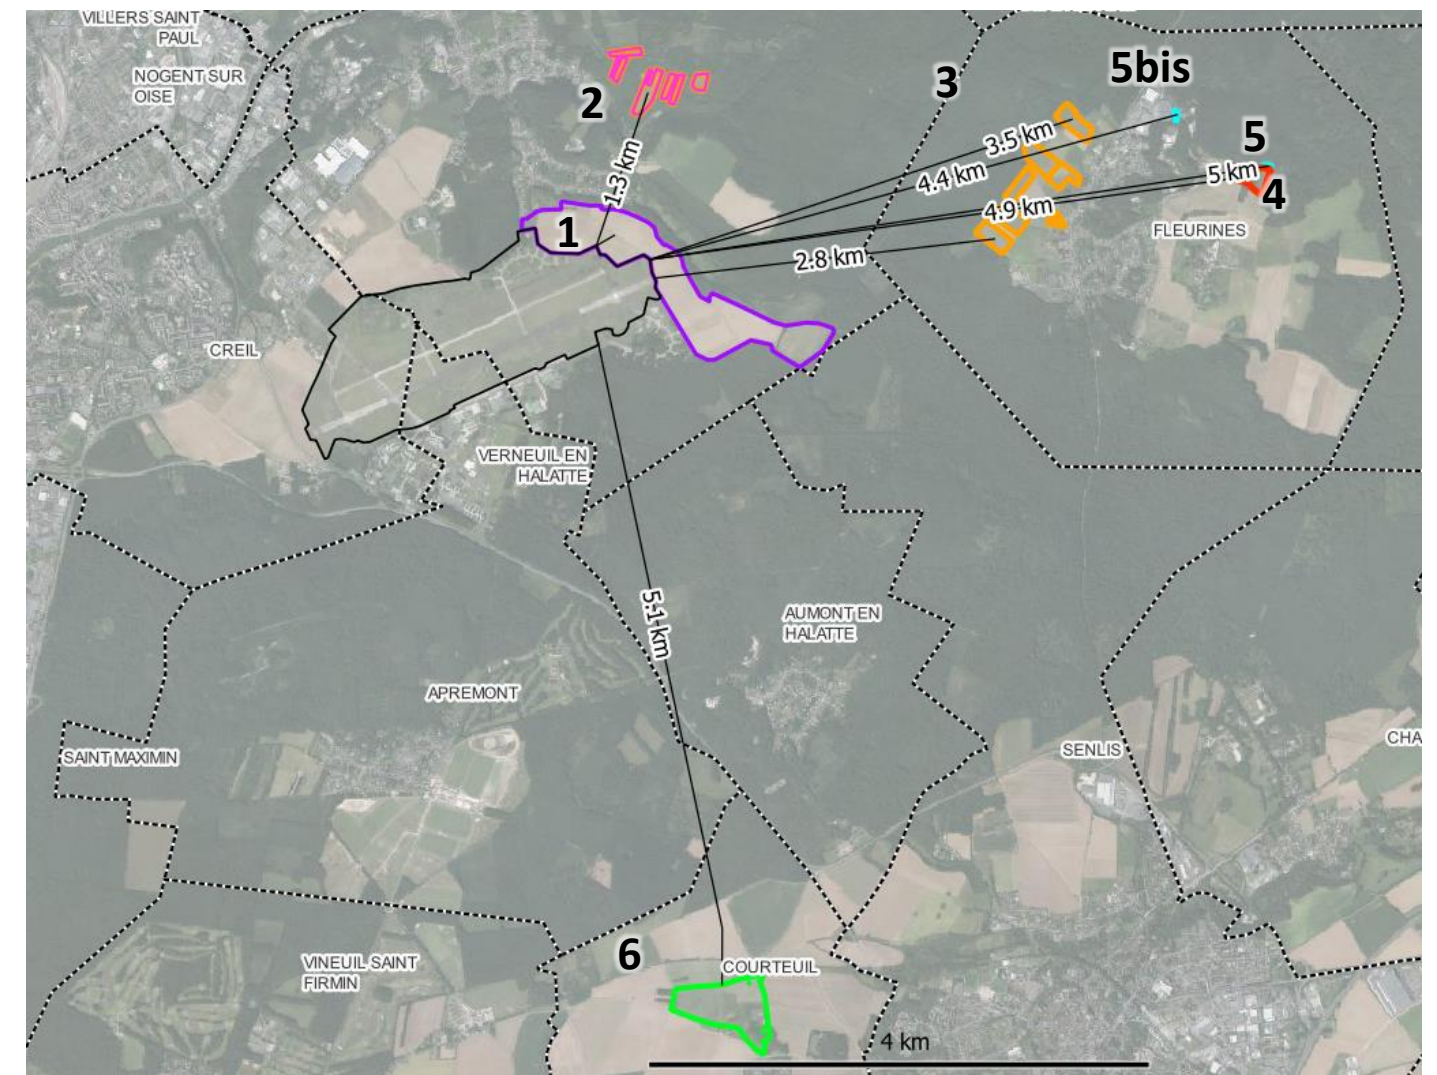 VILLERS SAINT
PAUL
NOGENT SUR
OISE
2
3
5bis
5
4
1.3 km
3.5 km
4.4 km
5 km
4.9 km
2.8 km
1
FLEURINES
CREIL
VERNEUIL EN
HALATTE
5.1 km
AUMONT EN
HALATTE
APREMONT
SAINT MAXIMIN
SENLIS
CHA
6
VINEUIL SAINT
FIRMIN
COURTEUIL
4 km